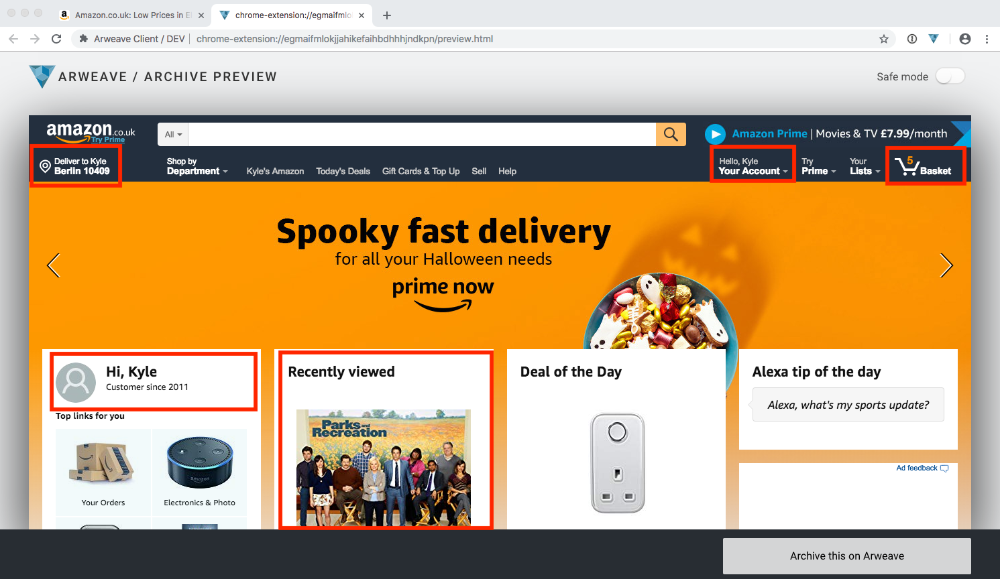 Amazon.co.uk: Low Prices in El
chrome-extension://egmaifmlo
Arweave Client / DEV | chrome-extension://egmaifmlokjjahikefaihbdhhhjndkpn/preview.html
ARWEAVE / ARCHIVE PREVIEW
Safe mode
amazon.co.uk
Try Prime
All
Amazon Prime | Movies & TV £7.99/month
Deliver to Kyle
Berlin 10409
Shop by
Department
Kyle's Amazon
Today's Deals
Gift Cards & Top Up
Sell
Help
Hello, Kyle
Your Account
Try
Prime
Your
Lists
5
Basket
Spooky fast delivery
for all your Halloween needs
prime now
Hi, Kyle
Customer since 2011
Top links for you
Your Orders
amazon
Electronics & Photo
Recently viewed
Parks and
Recreation
Deal of the Day
Alexa tip of the day
Alexa, what's my sports update?
Ad feedback
Archive this on Arweave